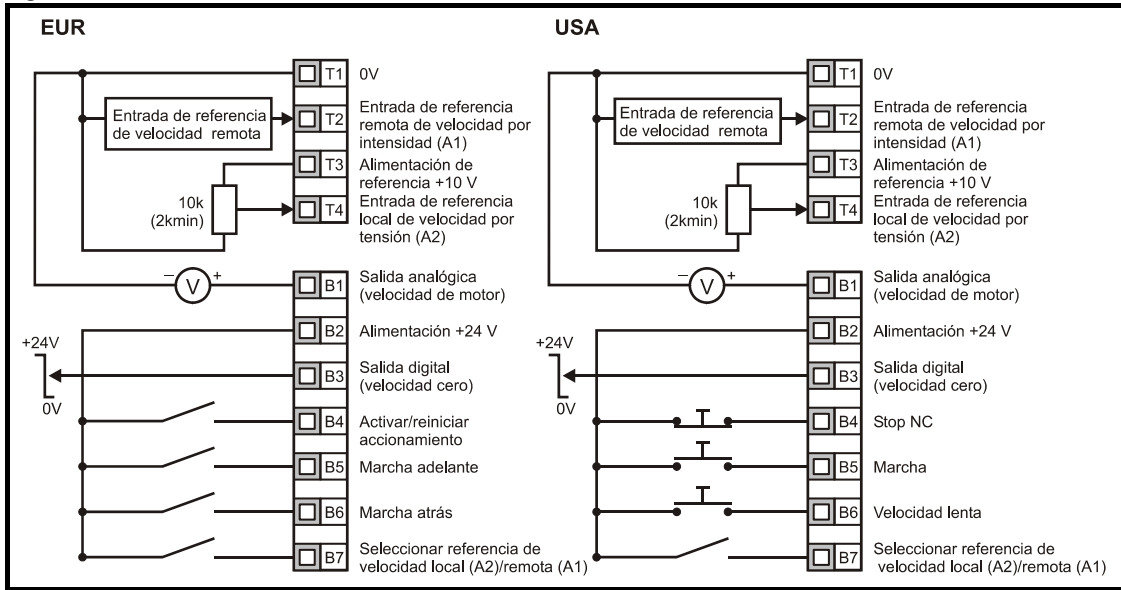 EUR
T1 0V
Entrada de referencia
de velocidad remota
T2 Entrada de referencia
remota de velocidad por
intensidad (A1)
T3 Alimentación de
referencia +10 V
10k
(2kmin)
T4 Entrada de referencia
local de velocidad por
tensión (A2)
– V +
B1 Salida analógica
(velocidad de motor)
B2 Alimentación +24 V
+24V
0V
B3 Salida digital
(velocidad cero)
B4 Activar/reiniciar
accionamiento
B5 Marcha adelante
B6 Marcha atrás
B7 Seleccionar referencia de
velocidad local (A2)/remota (A1)
USA
T1 0V
Entrada de referencia
de velocidad remota
T2 Entrada de referencia
remota de velocidad por
intensidad (A1)
T3 Alimentación de
referencia +10 V
10k
(2kmin)
T4 Entrada de referencia
local de velocidad por
tensión (A2)
– V +
B1 Salida analógica
(velocidad de motor)
B2 Alimentación +24 V
+24V
0V
B3 Salida digital
(velocidad cero)
B4 Stop NC
B5 Marcha
B6 Velocidad lenta
B7 Seleccionar referencia de
velocidad local (A2)/remota (A1)